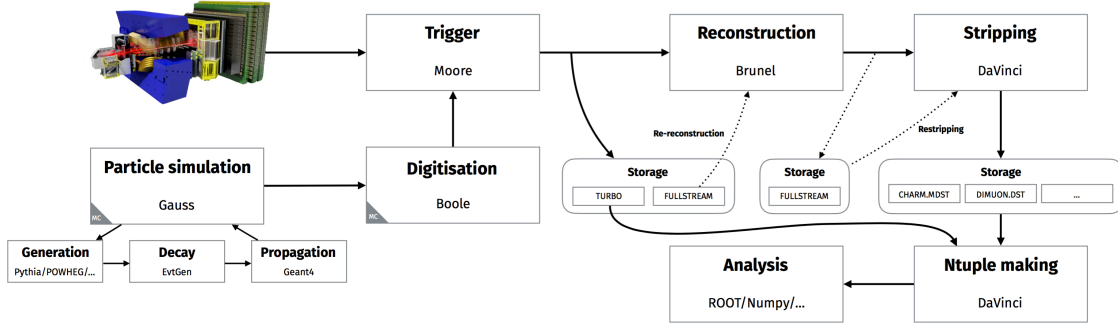 Trigger
Moore
Reconstruction
Brunel
Stripping
DaVinci
Re-reconstruction
Restripping
Particle simulation
Gauss
MC
Digitisation
Boole
MC
Storage
TURBO
FULLSTREAM
Storage
FULLSTREAM
Storage
CHARM.MDST
DIMUON.DST
...
Generation
Pythia/POWHEG/...
Decay
EvtGen
Propagation
Geant4
Analysis
ROOT/Numpy/...
Ntuple making
DaVinci